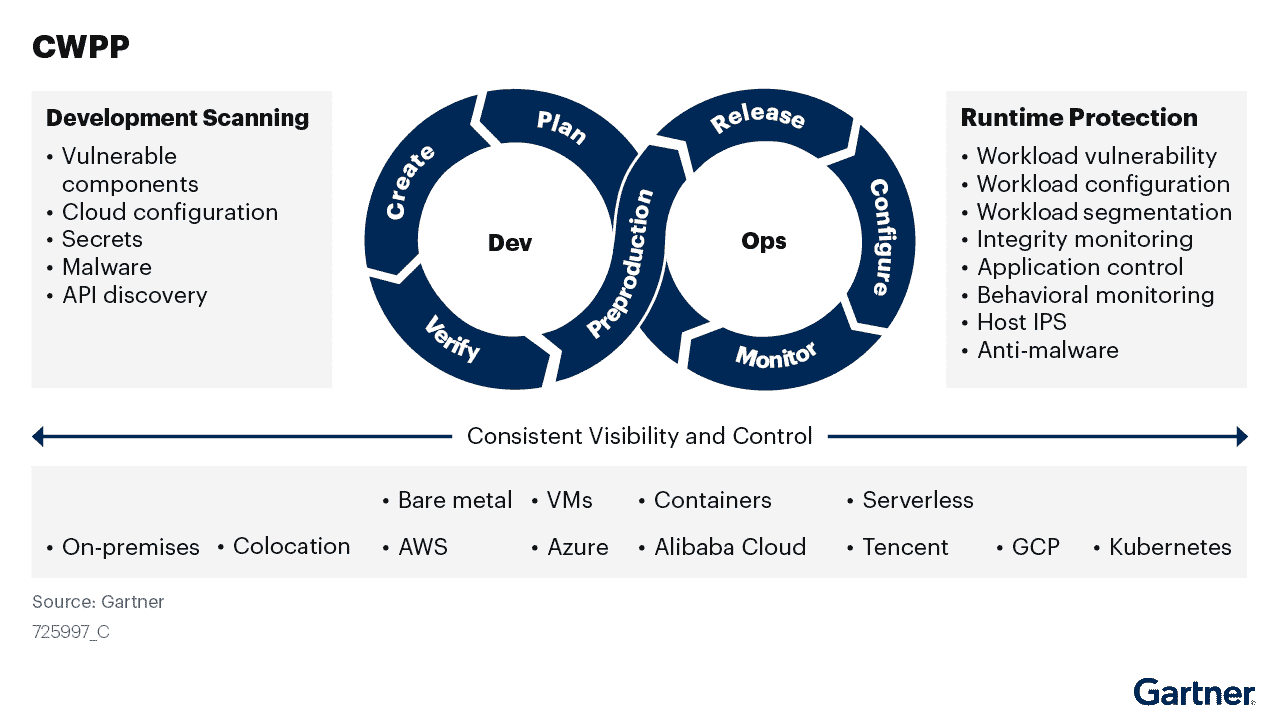 CWPP
Development Scanning
• Vulnerable
components
• Cloud configuration
• Secrets
• Malware
• API discovery
Plan
Create
Dev
Verify
Preproduction
Release
Ops
Configure
Monitor
Runtime Protection
• Workload vulnerability
• Workload configuration
• Workload segmentation
• Integrity monitoring
• Application control
• Behavioral monitoring
• Host IPS
• Anti-malware
Consistent Visibility and Control
• Bare metal • VMs • Containers • Serverless
• On-premises • Colocation • AWS • Azure • Alibaba Cloud • Tencent • GCP • Kubernetes
Source: Gartner
725997_C
Gartner®